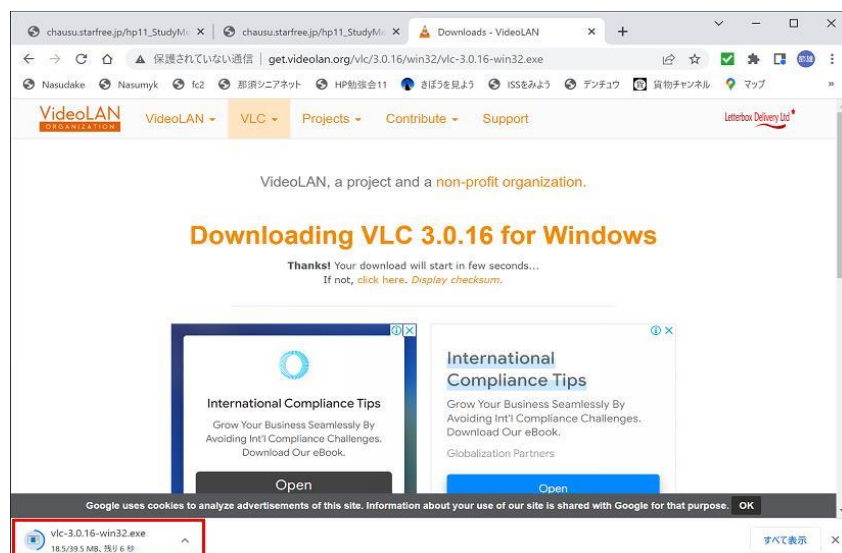 chausu.starfree.jp/hp11_StudyM
chausu.starfree.jp/hp11_StudyM
Downloads - VideoLAN
保護されていない通信 | get.videolan.org/vlc/3.0.16/win32/vlc-3.0.16-win32.exe
Nasudake Nasumyk fc2 那須シニアネット HP勉強会11 きぼうを見よう ISSをみよう デンチュウ 貨物チャンネル マップ »
VideoLAN
ORGANIZATION
VideoLAN VLC Projects Contribute Support
Letterbox Delivery Ltd
VideoLAN, a project and a non-profit organization.
Downloading VLC 3.0.16 for Windows
Thanks! Your download will start in few seconds...
If not, click here. Display checksum.
International Compliance Tips
Grow Your Business Seamlessly By
Avoiding Int'l Compliance Challenges.
Download Our eBook.
Open
International
Compliance Tips
Grow Your Business Seamlessly By
Avoiding Int'l Compliance Challenges.
Download Our eBook.
Globalization Partners
Open
Google uses cookies to analyze advertisements of this site. Information about your use of our site is shared with Google for that purpose. OK
vlc-3.0.16-win32.exe
18.5/39.5 MB、残り 6 秒
すべて表示